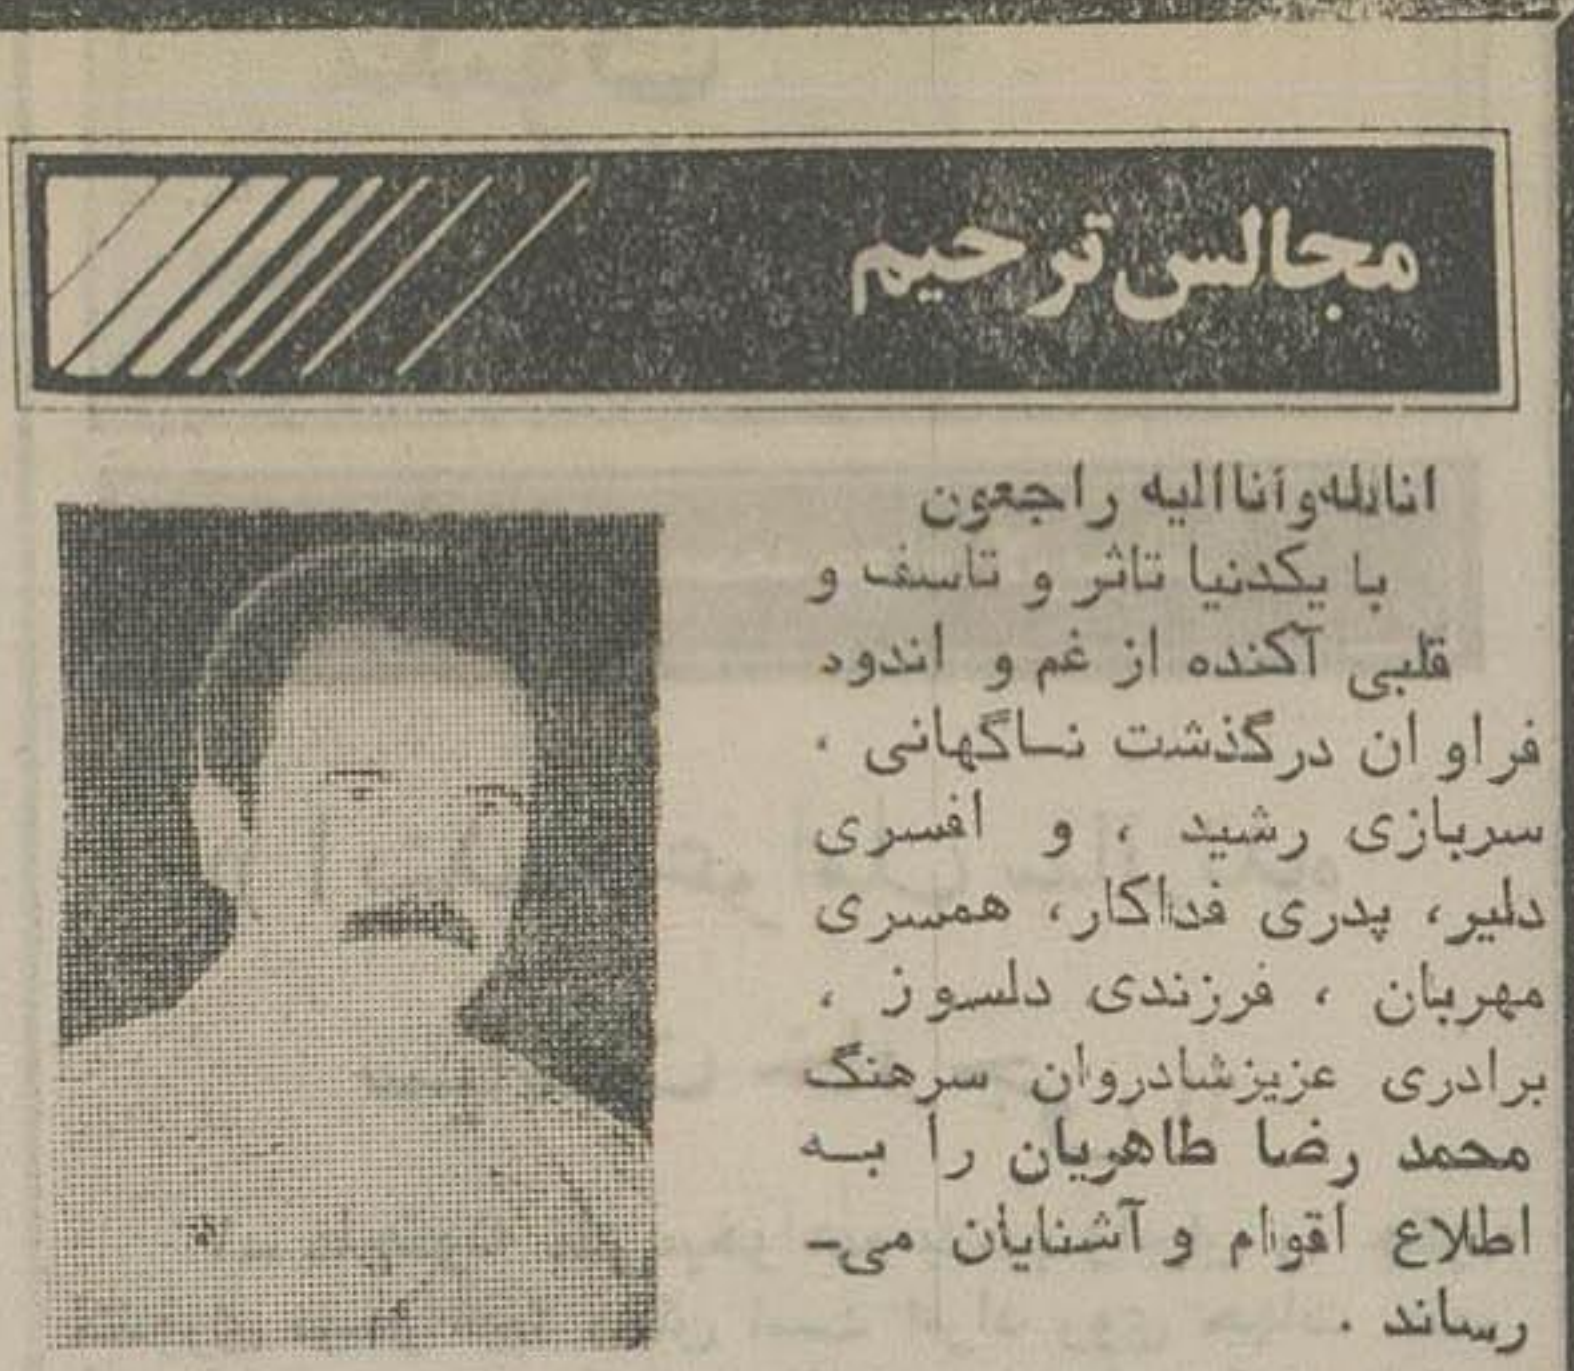 مجالس ترحیم
انالله‌وانا‌الیه راجعون
با یکدنیا تاثر و تاسف و
قلبی آکنده از غم و اندوه
فراوان درگذشت ناگهانی ،
سربازی رشید ، و افسری
دلیر، پدری فداکار، همسری
مهربان ، فرزندی دلسوز ،
برادری عزیزشادروان سرهنگ
محمد رضا طاهریان را به
اطلاع اقوام و آشنایان می‌ـ
رساند .